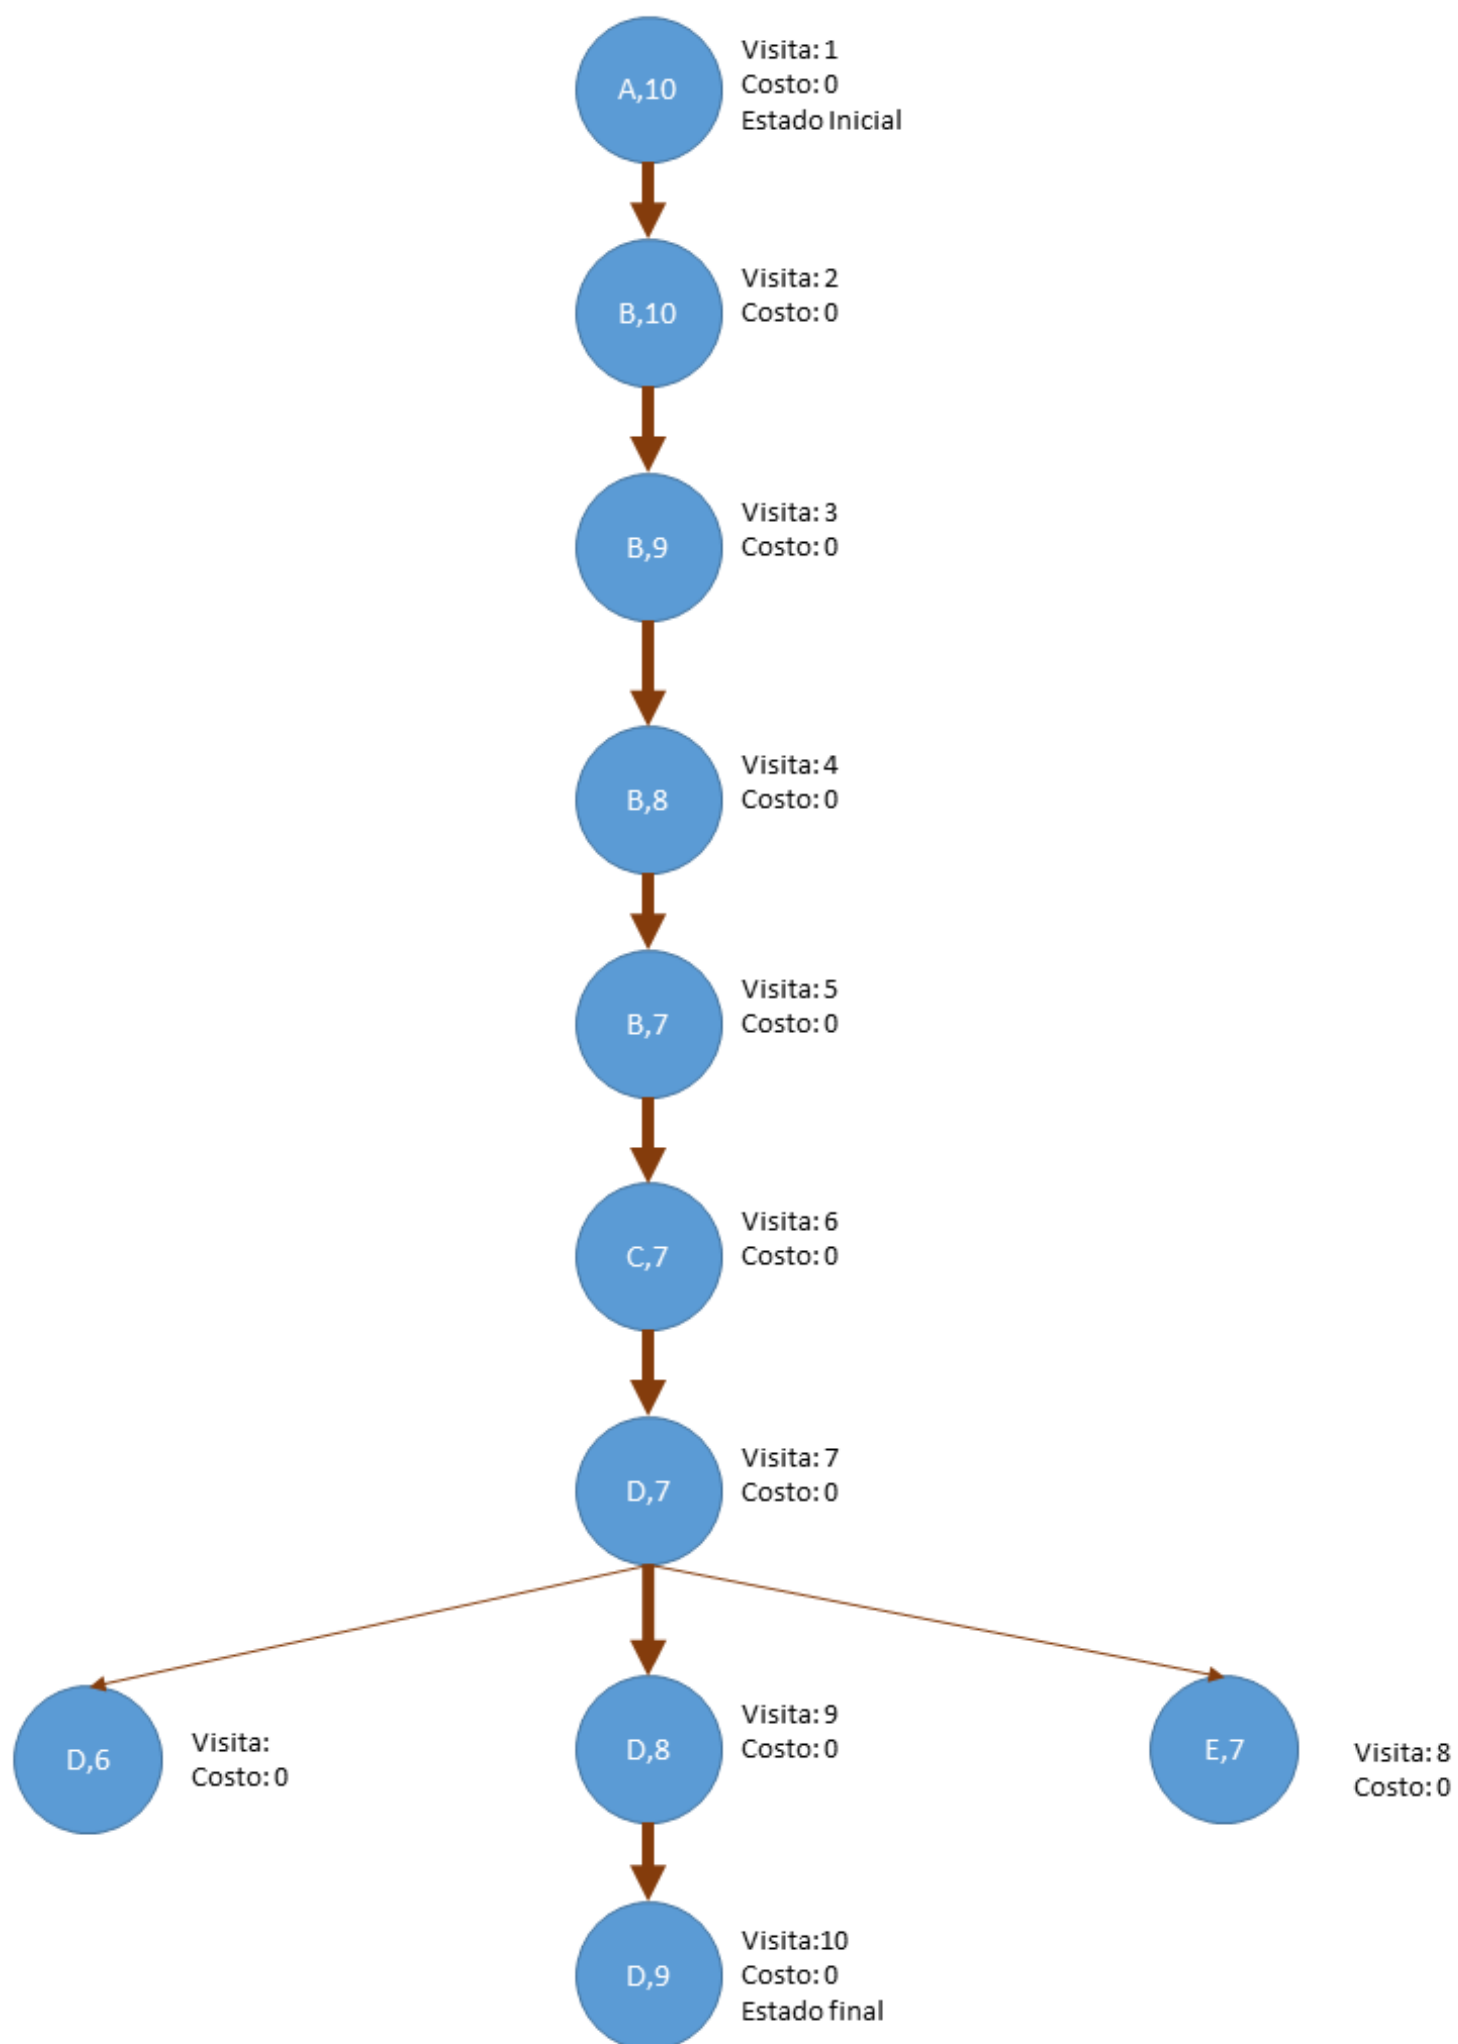 A,10
Visita: 1
Costo: 0
Estado Inicial
B,10
Visita: 2
Costo: 0
B,9
Visita: 3
Costo: 0
B,8
Visita: 4
Costo: 0
B,7
Visita: 5
Costo: 0
C,7
Visita: 6
Costo: 0
D,7
Visita: 7
Costo: 0
D,6
Visita:
Costo: 0
D,8
Visita: 9
Costo: 0
E,7
Visita: 8
Costo: 0
D,9
Visita:10
Costo: 0
Estado final